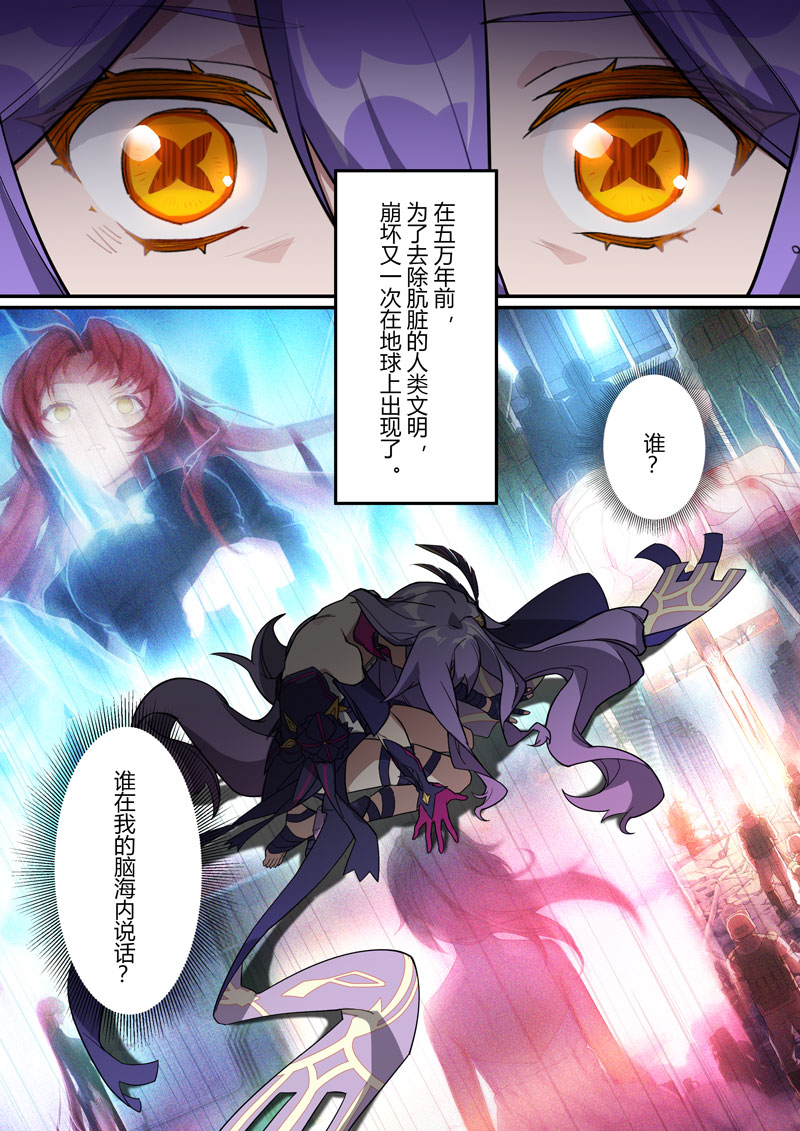 在五万年前，
为了去除肮脏的人类文明，
崩坏又一次在地球上出现了。
谁？
谁在我的脑海内说话？